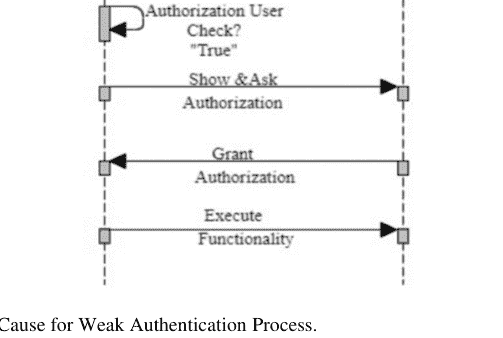 Authorization User
Check?
"True"
Show &Ask
Authorization
Grant
Authorization
Execute
Functionality
Cause for Weak Authentication Process.